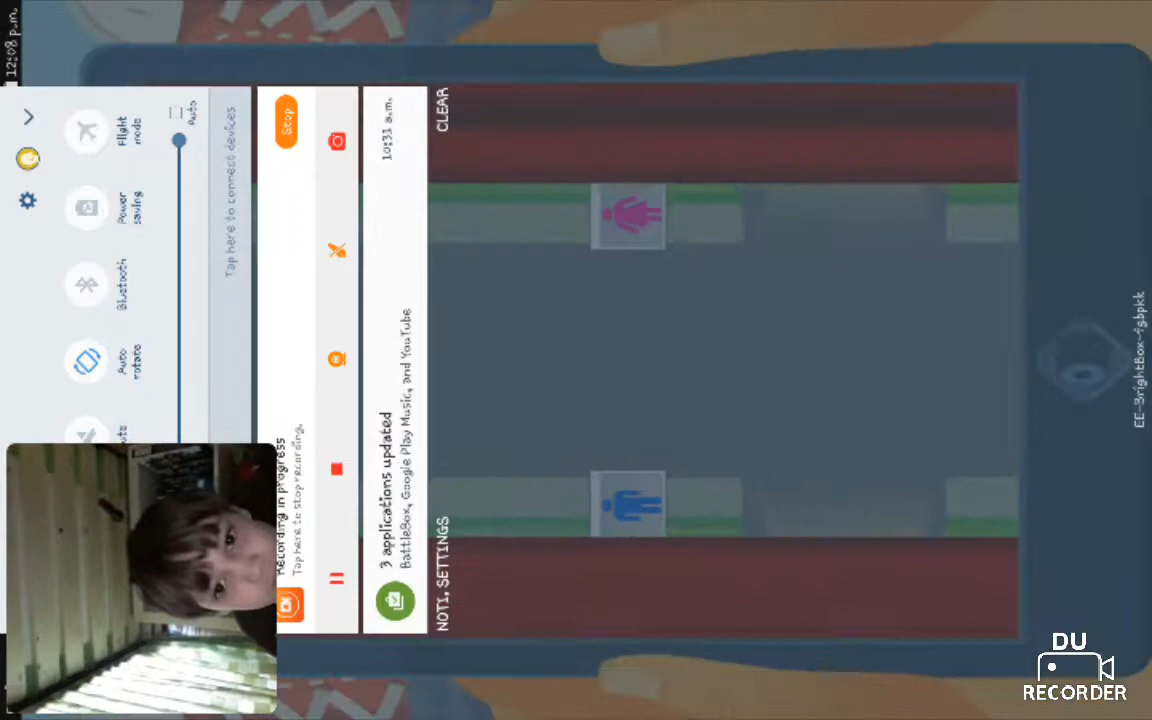 12:08 p.m.
Flight
mode
Power
saving
Bluetooth
Auto
rotate
Auto
Tap here to connect devices
Recording in progress
Tap here to stop recording.
Stop
3 applications updated
10:31 a.m.
BattleBox, Google Play Music, and YouTube
NOTI. SETTINGS
CLEAR
EE-BrightBox-fgbpkk
DU
RECORDER